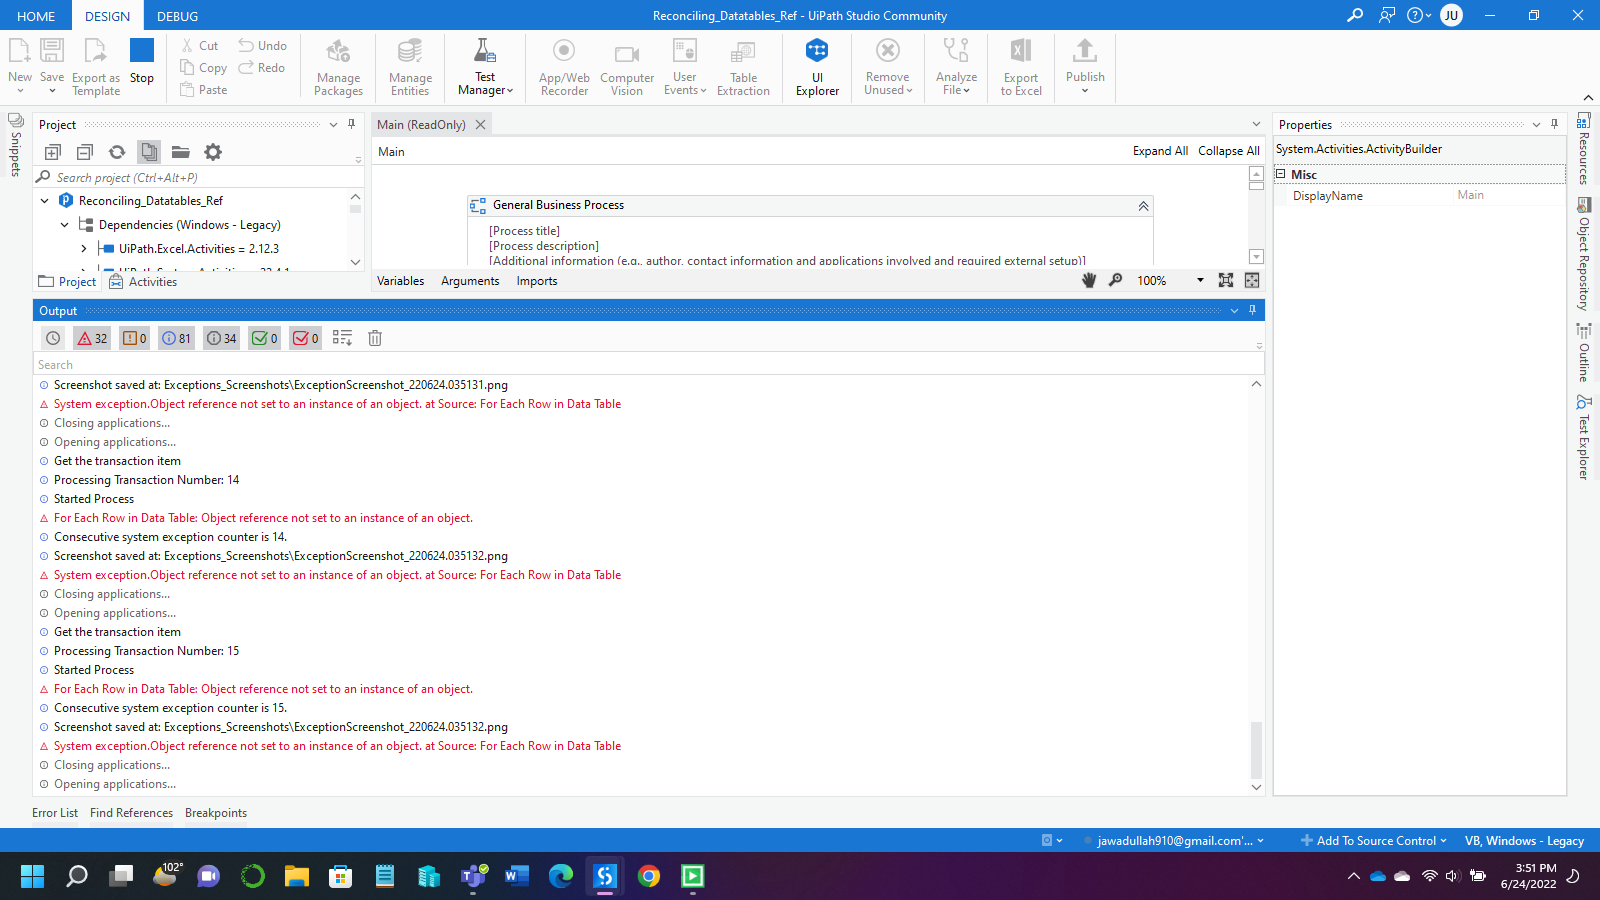 HOME DESIGN DEBUG Reconciling_Datatables_Ref - UiPath Studio Community JU
New Save Export as Template Stop Cut Copy Paste Undo Redo Manage Packages Manage Entities Test Manager App/Web Recorder Computer Vision User Events Table Extraction UI Explorer Remove Unused Analyze File Export to Excel Publish
Snippets
Project
Search project (Ctrl+Alt+P)
Reconciling_Datatables_Ref
Dependencies (Windows - Legacy)
UiPath.Excel.Activities = 2.12.3
Project Activities
Main (ReadOnly)
Main Expand All Collapse All
General Business Process
[Process title]
[Process description]
[Additional information (e.g., author, contact information and applications involved and required external setup)]
Variables Arguments Imports 100%
Properties
System.Activities.ActivityBuilder
Misc
DisplayName Main
Resources
Object Repository
Outline
Test Explorer
Output
32 0 81 34 0 0
Search
Screenshot saved at: Exceptions_Screenshots\ExceptionScreenshot_220624.035131.png
System exception.Object reference not set to an instance of an object. at Source: For Each Row in Data Table
Closing applications...
Opening applications...
Get the transaction item
Processing Transaction Number: 14
Started Process
For Each Row in Data Table: Object reference not set to an instance of an object.
Consecutive system exception counter is 14.
Screenshot saved at: Exceptions_Screenshots\ExceptionScreenshot_220624.035132.png
System exception.Object reference not set to an instance of an object. at Source: For Each Row in Data Table
Closing applications...
Opening applications...
Get the transaction item
Processing Transaction Number: 15
Started Process
For Each Row in Data Table: Object reference not set to an instance of an object.
Consecutive system exception counter is 15.
Screenshot saved at: Exceptions_Screenshots\ExceptionScreenshot_220624.035132.png
System exception.Object reference not set to an instance of an object. at Source: For Each Row in Data Table
Closing applications...
Opening applications...
Error List Find References Breakpoints
jawadullah910@gmail.com'... Add To Source Control VB, Windows - Legacy
102°
3:51 PM
6/24/2022